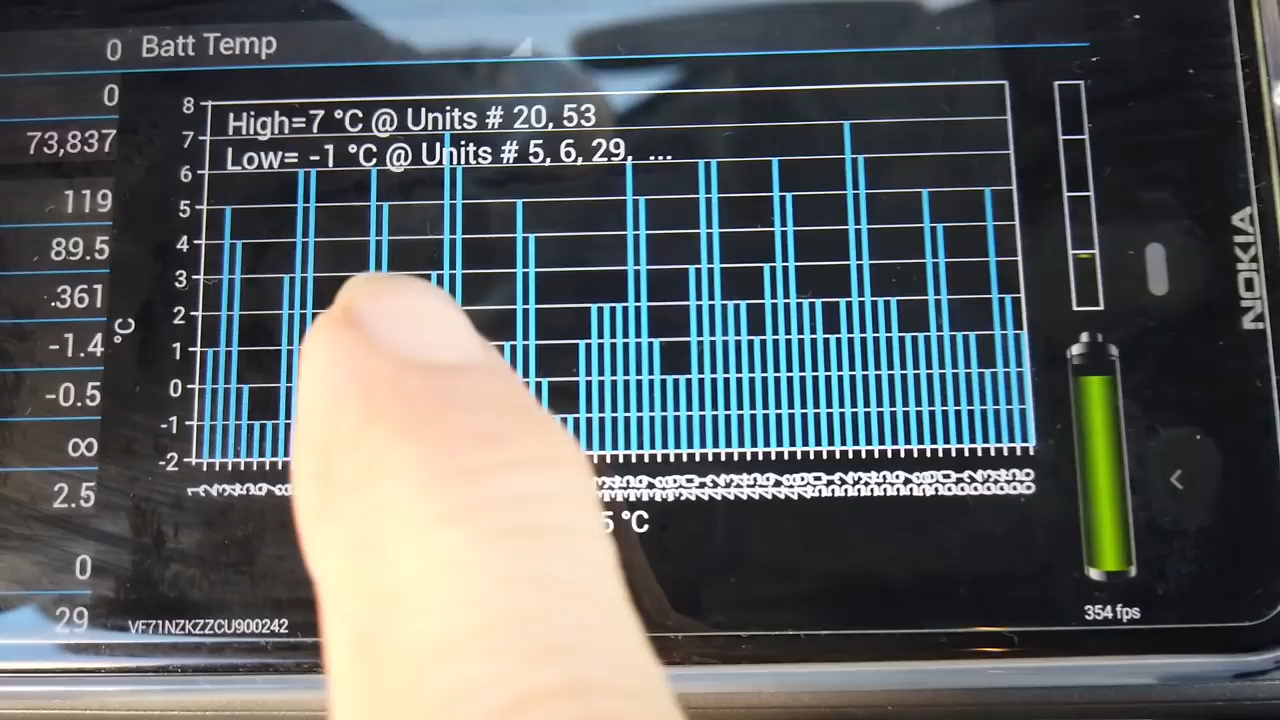 0
0
73,837
119
89.5
.361
-1.4
-0.5
∞
2.5
0
29
Batt Temp
High=7 °C @ Units # 20, 53
Low= -1 °C @ Units # 5, 6, 29, ...
8
7
6
5
4
3
2
1
0
-1
-2
°C
°C
VF71NZKZZCU900242
354 fps
NOKIA